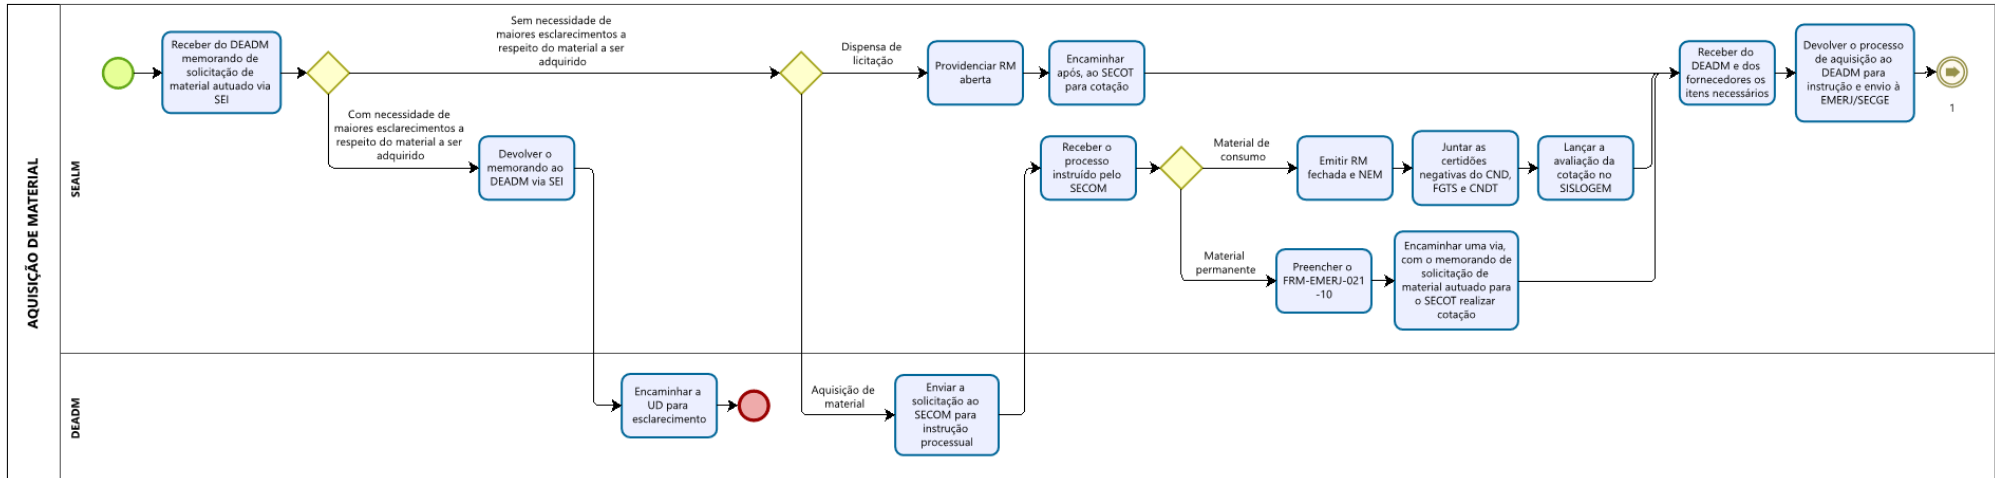 AQUISIÇÃO DE MATERIAL
SEALM
Receber do DEADM
memorando de
solicitação de
material autuado via
SEI
Sem necessidade de
maiores esclarecimentos a
respeito do material a ser
adquirido
Com necessidade de
maiores esclarecimentos a
respeito do material a ser
adquirido
Devolver o
memorando ao
DEADM via SEI
Dispensa de
licitação
Providenciar RM
aberta
Encaminhar
após, ao SECOT
para cotação
Receber o
processo
instruído pelo
SECOM
Material de
consumo
Emitir RM
fechada e NEM
Juntar as
certidões
negativas do CND,
FGTS e CNDT
Lançar a
avaliação da
cotação no
SISLOGEM
Material
permanente
Preencher o
FRM-EMERJ-021
-10
Encaminhar uma via,
com o memorando de
solicitação de
material autuado para
o SECOT realizar
cotação
Receber do
DEADM e dos
fornecedores os
itens necessários
Devolver o processo
de aquisição ao
DEADM para
instrução e envio à
EMERJ/SECGE
1
DEADM
Encaminhar a
UD para
esclarecimento
Aquisição de
material
Enviar a
solicitação ao
SECOM para
instrução
processual